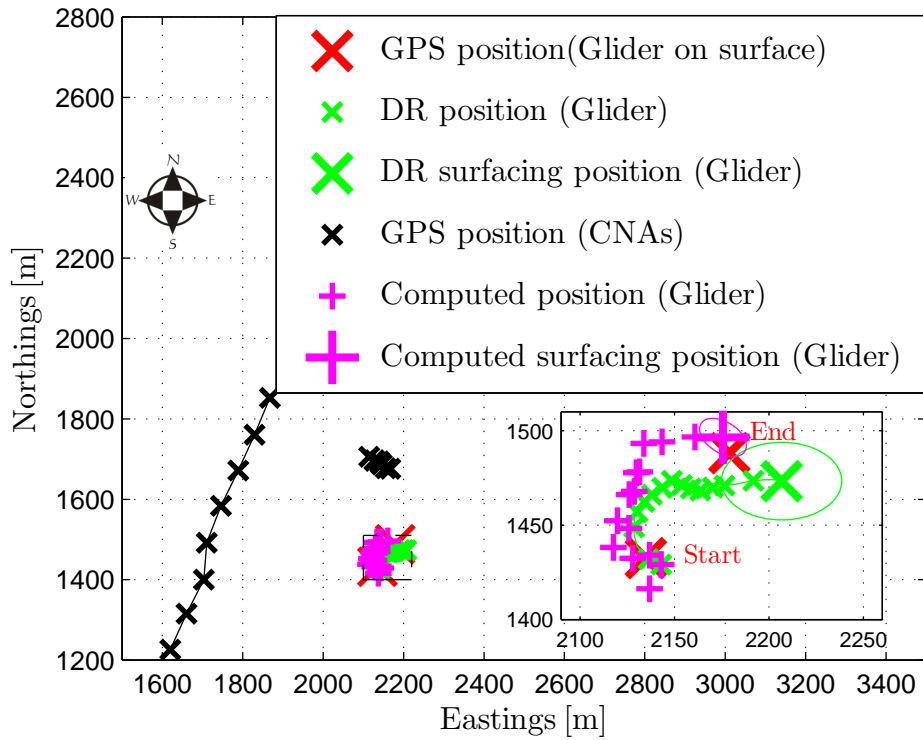 GPS position(Glider on surface)
DR position (Glider)
DR surfacing position (Glider)
GPS position (CNAs)
Computed position (Glider)
Computed surfacing position (Glider)
N
W E
S
Northings [m]
2800
2600
2400
2200
2000
1800
1600
1400
1200
1500
1450
1400
End
Start
2100 2150 2200 2250
1600 1800 2000 2200 2400 2600 2800 3000 3200 3400
Eastings [m]